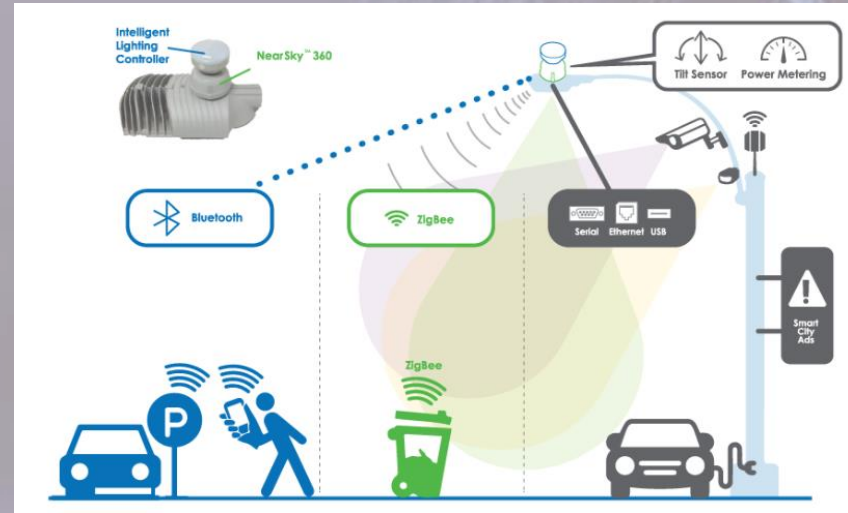 Intelligent
Lighting
Controller
NearSky™ 360
Tilt Sensor Power Metering
Bluetooth
ZigBee
Serial Ethernet USB
Smart
City
Ads
ZigBee
P